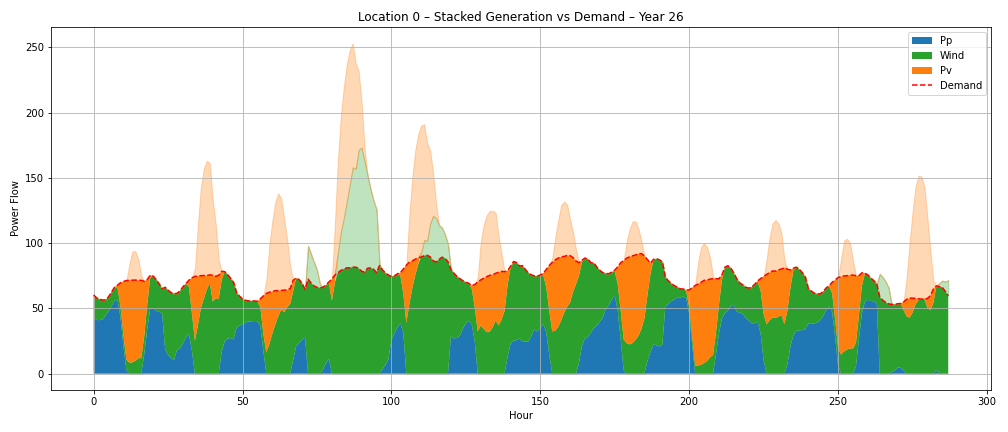 Location 0 – Stacked Generation vs Demand – Year 26
Pp
Wind
Pv
Demand
Power Flow
250
200
150
100
50
0
0 50 100 150 200 250 300
Hour